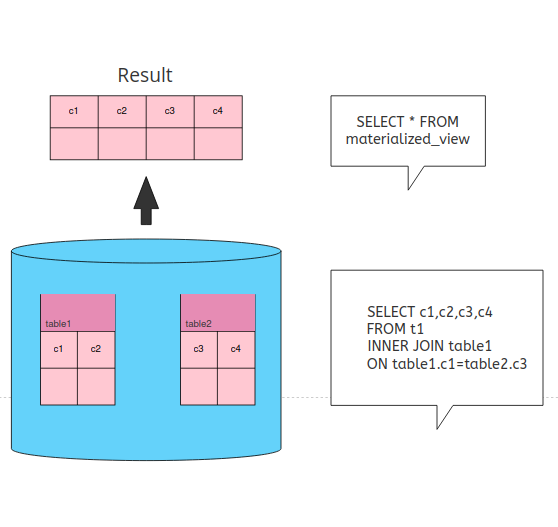 Result
c1 c2 c3 c4
SELECT * FROM
materialized_view
table1
c1 c2
table2
c3 c4
SELECT c1,c2,c3,c4
FROM t1
INNER JOIN table1
ON table1.c1=table2.c3